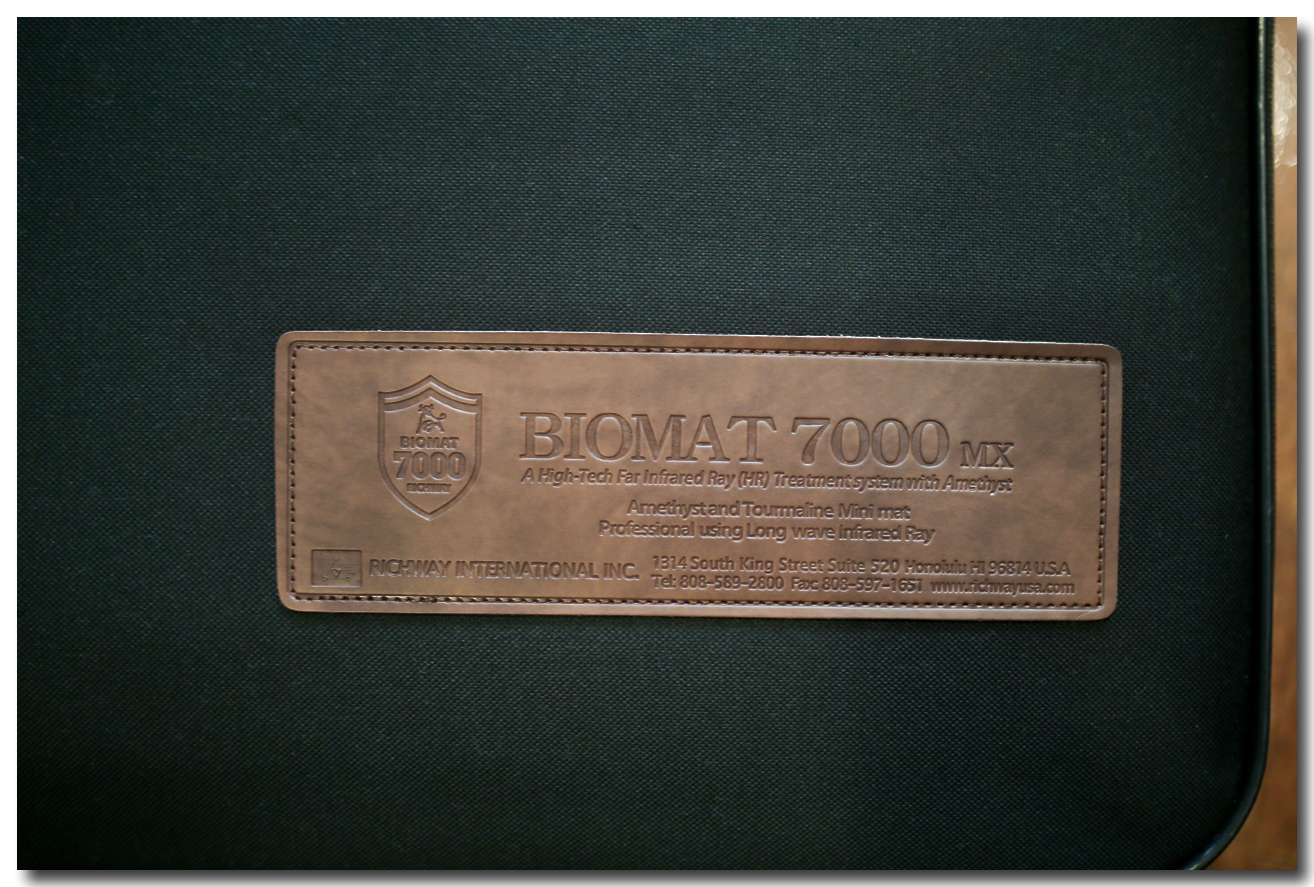 BIOMAT
7000
RICHWAY
BIOMAT 7000 MX
A High-Tech Far Infrared Ray (HR) Treatment system with Amethyst
Amethyst and Tourmaline Mini mat
Professional using Long wave Infrared Ray
RICHWAY INTERNATIONAL INC.
1314 South King Street Suite 520 Honolulu HI 96814 U.S.A
Tel: 808-589-2800 Fax: 808-597-1651 www.richwayusa.com